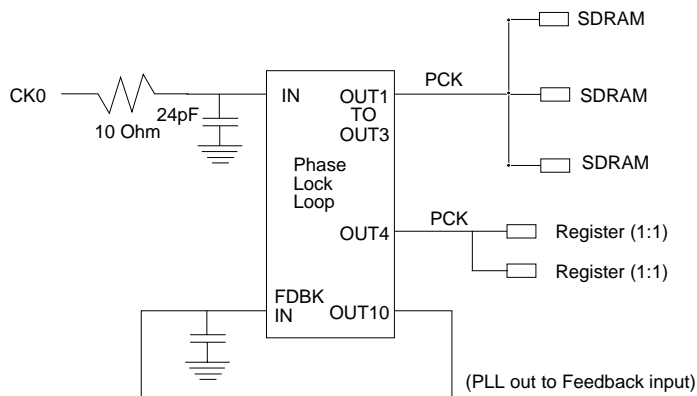 SDRAM
PCK
CK0
24pF
10 Ohm
IN
OUT1
TO
OUT3
SDRAM
Phase
Lock
Loop
SDRAM
PCK
OUT4
Register (1:1)
Register (1:1)
FDBK
IN
OUT10
(PLL out to Feedback input)